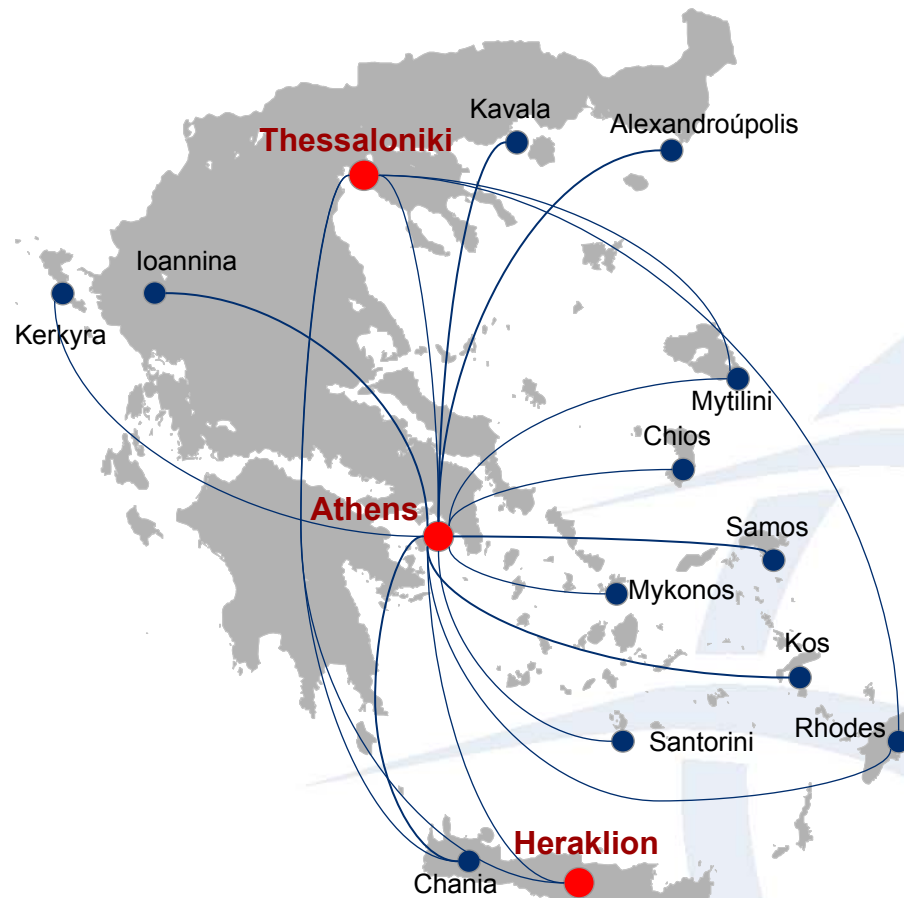 Kavala
Alexandroúpolis
Thessaloniki
Ioannina
Kerkyra
Mytilini
Chios
Athens
Samos
Mykonos
Kos
Rhodes
Santorini
Heraklion
Chania